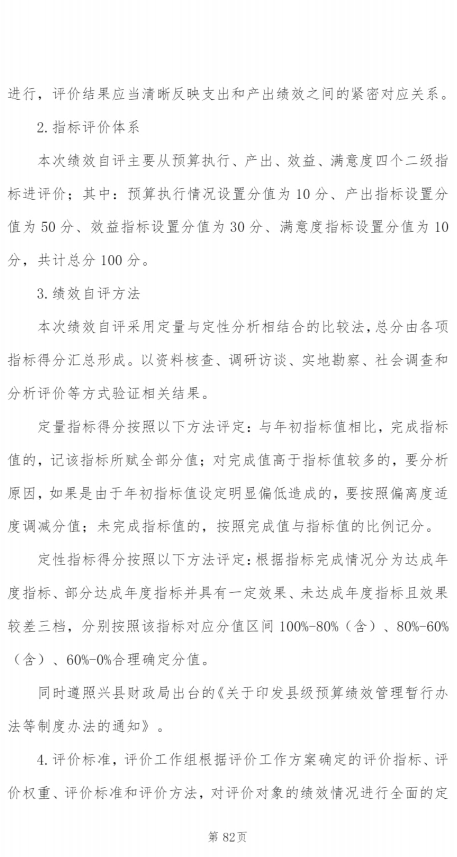 进行，评价结果应当清晰反映支出和产出绩效之间的紧密对应关系。
2.指标评价体系
本次绩效自评主要从预算执行、产出、效益、满意度四个二级指
标进评价；其中：预算执行情况设置分值为 10 分、产出指标设置分
值为 50 分、效益指标设置分值为 30 分、满意度指标设置分值为 10
分，共计总分 100 分。
3.绩效自评方法
本次绩效自评采用定量与定性分析相结合的比较法，总分由各项
指标得分汇总形成。以资料核查、调研访谈、实地勘察、社会调查和
分析评价等方式验证相关结果。
定量指标得分按照以下方法评定：与年初指标值相比，完成指标
值的，记该指标所赋全部分值；对完成值高于指标值较多的，要分析
原因，如果是由于年初指标值设定明显偏低造成的，要按照偏离度适
度调减分值；未完成指标值的，按照完成值与指标值的比例记分。
定性指标得分按照以下方法评定：根据指标完成情况分为达成年
度指标、部分达成年度指标并具有一定效果、未达成年度指标且效果
较差三档，分别按照该指标对应分值区间 100%-80%（含）、80%-60%
（含）、60%-0%合理确定分值。
同时遵照兴县财政局出台的《关于印发县级预算绩效管理暂行办
法等制度办法的通知》。
4.评价标准，评价工作组根据评价工作方案确定的评价指标、评
价权重、评价标准和评价方法，对评价对象的绩效情况进行全面的定
第 82页